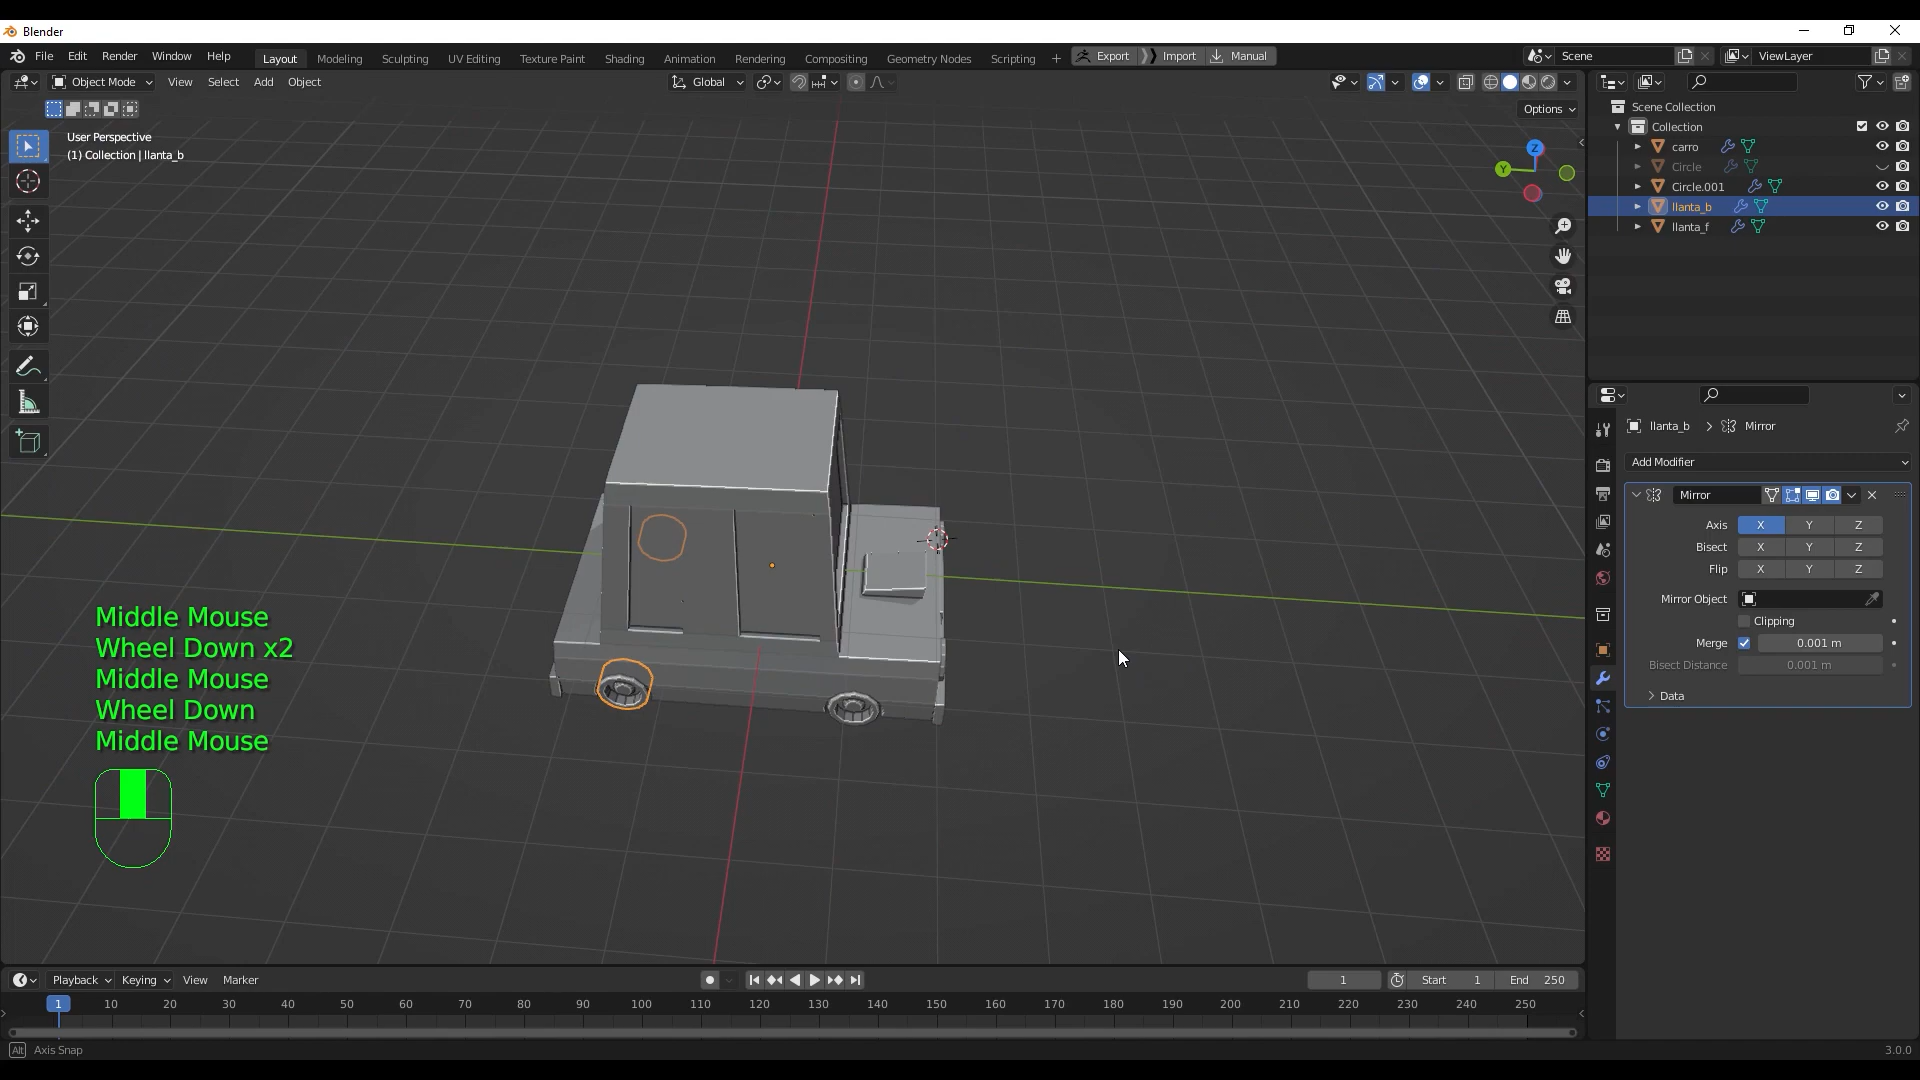 Blender
File Edit Render Window Help Layout Modeling Sculpting UV Editing Texture Paint Shading Animation Rendering Compositing Geometry Nodes Scripting + Export Import Manual Scene ViewLayer
Object Mode View Select Add Object Global
Options
User Perspective
(1) Collection | llanta_b
Z
Y
Scene Collection
Collection
carro
Circle
Circle.001
llanta_b
llanta_f
llanta_b > Mirror
Add Modifier
Mirror
Axis X Y Z
Bisect X Y Z
Flip X Y Z
Mirror Object
Clipping
Merge 0.001 m
Bisect Distance 0.001 m
Data
Middle Mouse
Wheel Down x2
Middle Mouse
Wheel Down
Middle Mouse
Playback Keying View Marker 1 Start 1 End 250
1 10 20 30 40 50 60 70 80 90 100 110 120 130 140 150 160 170 180 190 200 210 220 230 240 250
Alt Axis Snap 3.0.0